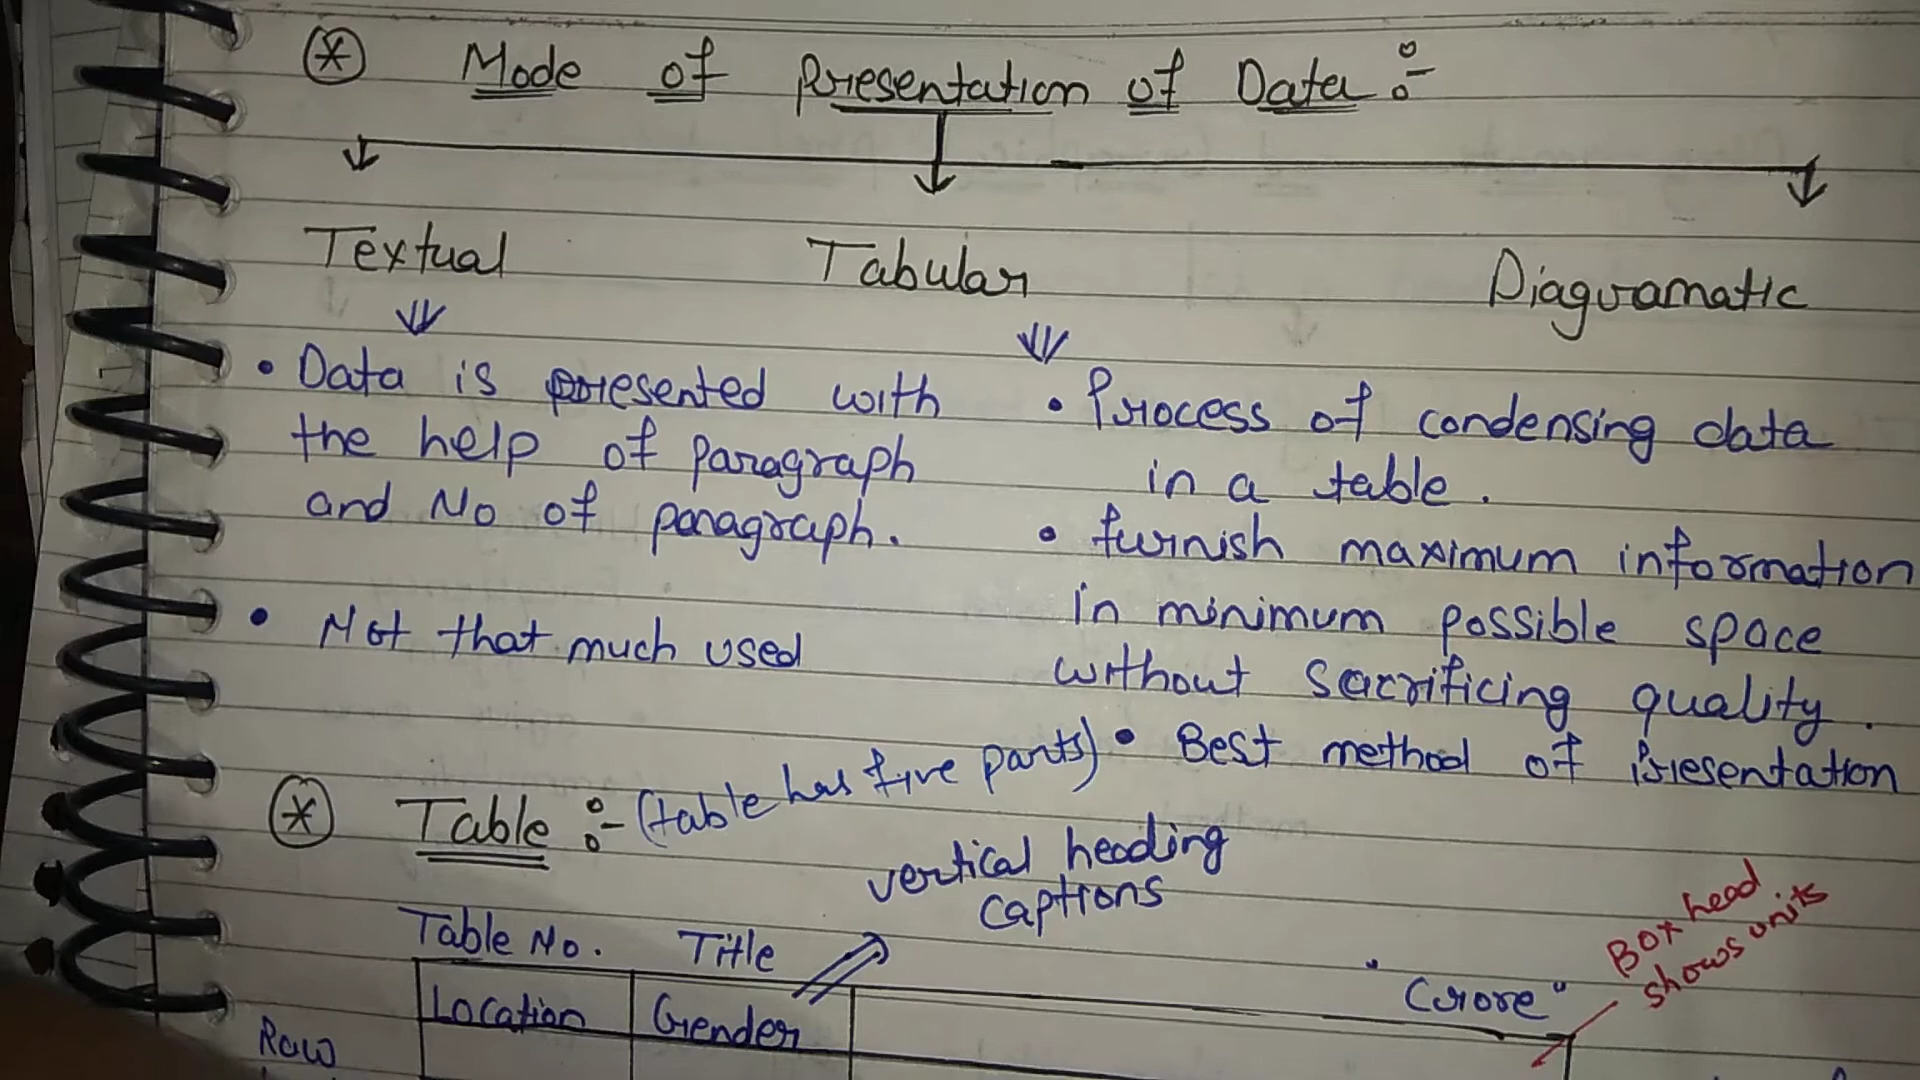 * Mode of Presentation of Data :-
Textual Tabular Diagramatic
• Data is presented with
the help of paragraph
and No of paragraph.
• Not that much used
• Process of condensing data
in a table.
• furnish maximum information
in minimum possible space
without sacrificing quality.
• Best method of Presentation
* Table :- (table has five parts)
vertical heading
captions
Box head
shows units
Table No. Title
"Crore"
Location Gender
Raw